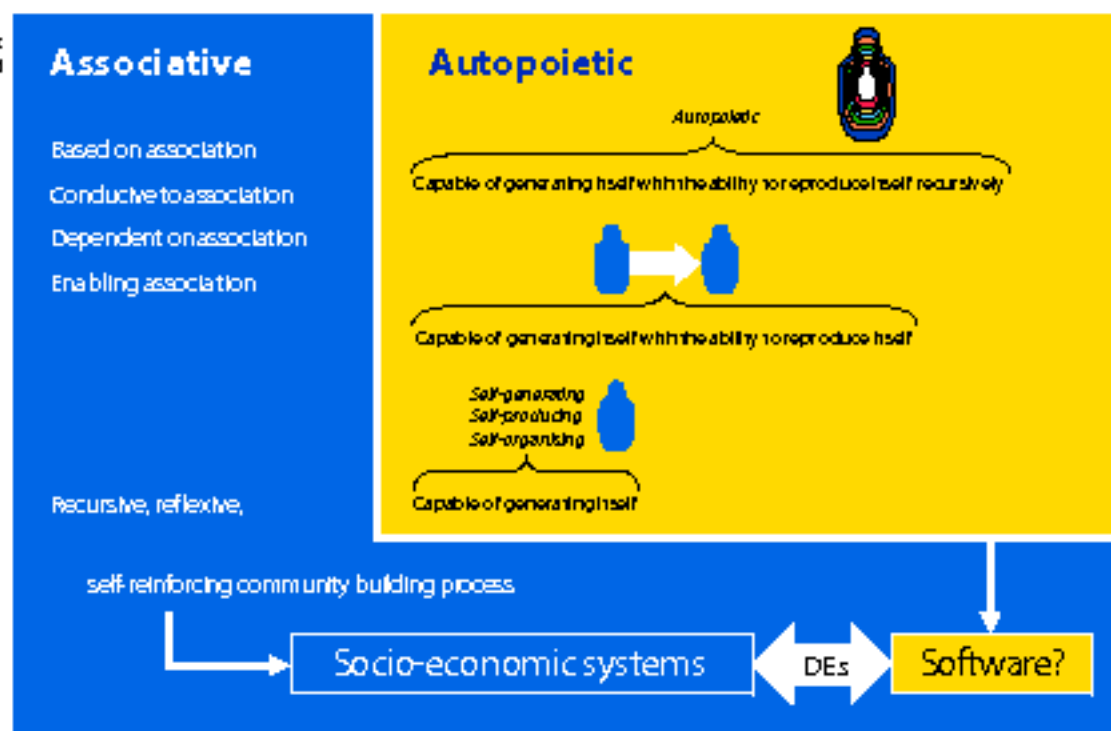 Associative
Based on association
Conducive to association
Dependent on association
Enabling association
Recursive, reflexive,
self-reinforcing community building process
Autopoietic
Autopoietic
Capable of generating itself with the ability to reproduce itself recursively
Capable of generating itself with the ability to reproduce itself
Self-generating
Self-producing
Self-organising
Capable of generating itself
Socio-economic systems
DEs
Software?